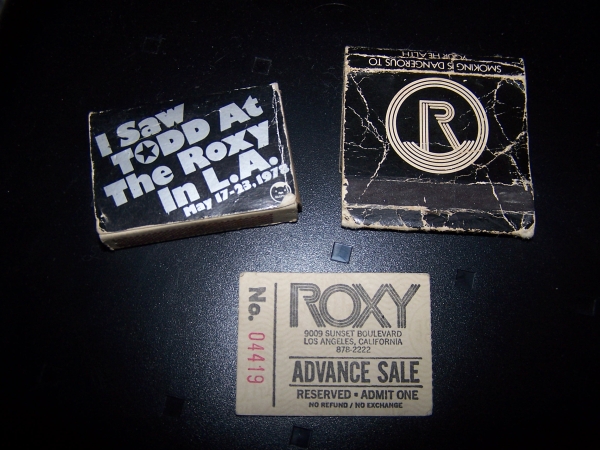 I Saw
TODD At
The Roxy
In L.A.
May 17-23, 1978
SMOKING IS DANGEROUS TO
YOUR HEALTH
R
No. 04419
ROXY
9009 SUNSET BOULEVARD
LOS ANGELES, CALIFORNIA
878-2222
ADVANCE SALE
RESERVED • ADMIT ONE
NO REFUND / NO EXCHANGE